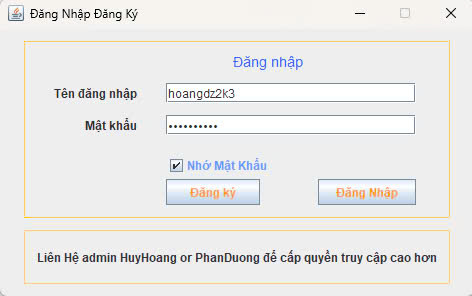 Đăng Nhập Đăng Ký
Đăng nhập
Tên đăng nhập
hoangdz2k3
Mật khẩu
••••••••••
Nhớ Mật Khẩu
Đăng ký
Đăng Nhập
Liên Hệ admin HuyHoang or PhanDuong để cấp quyền truy cập cao hơn